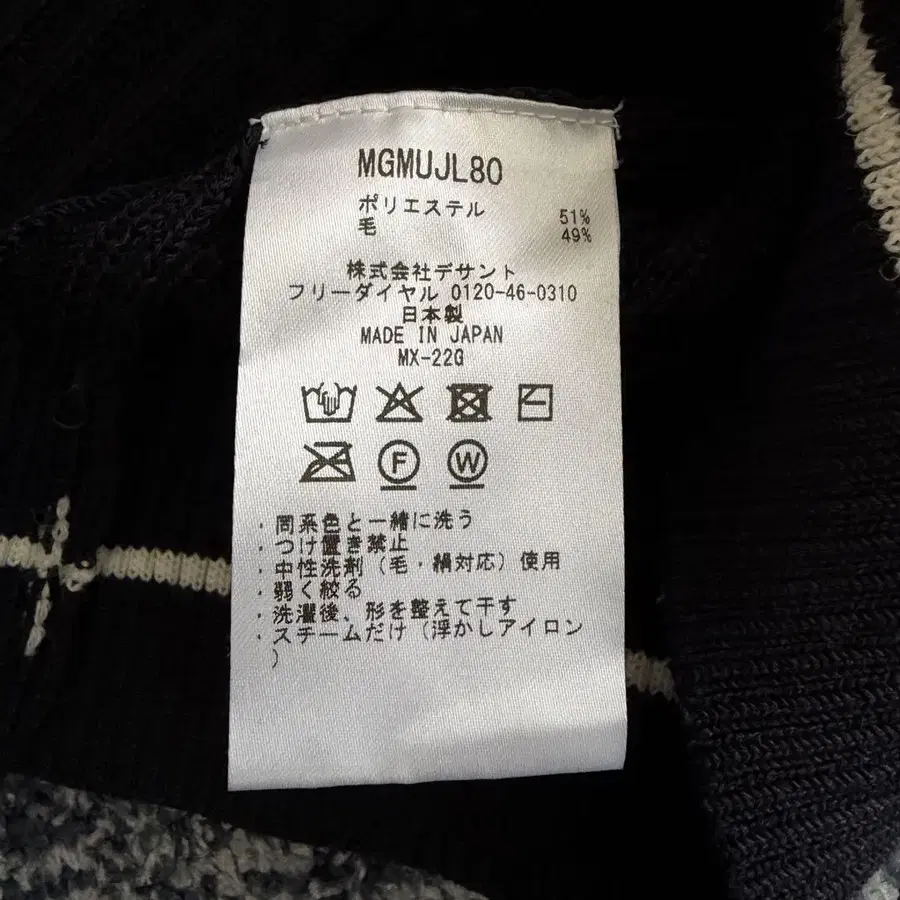 MGMUJL80
ポリエステル 51%
毛 49%
株式会社デサント
フリーダイヤル 0120-46-0310
日本製
MADE IN JAPAN
MX-22G
F W
・同系色と一緒に洗う
・つけ置き禁止
・中性洗剤（毛・絹対応）使用
・弱く絞る
・洗濯後、形を整えて干す
・スチームだけ（浮かしアイロン
）